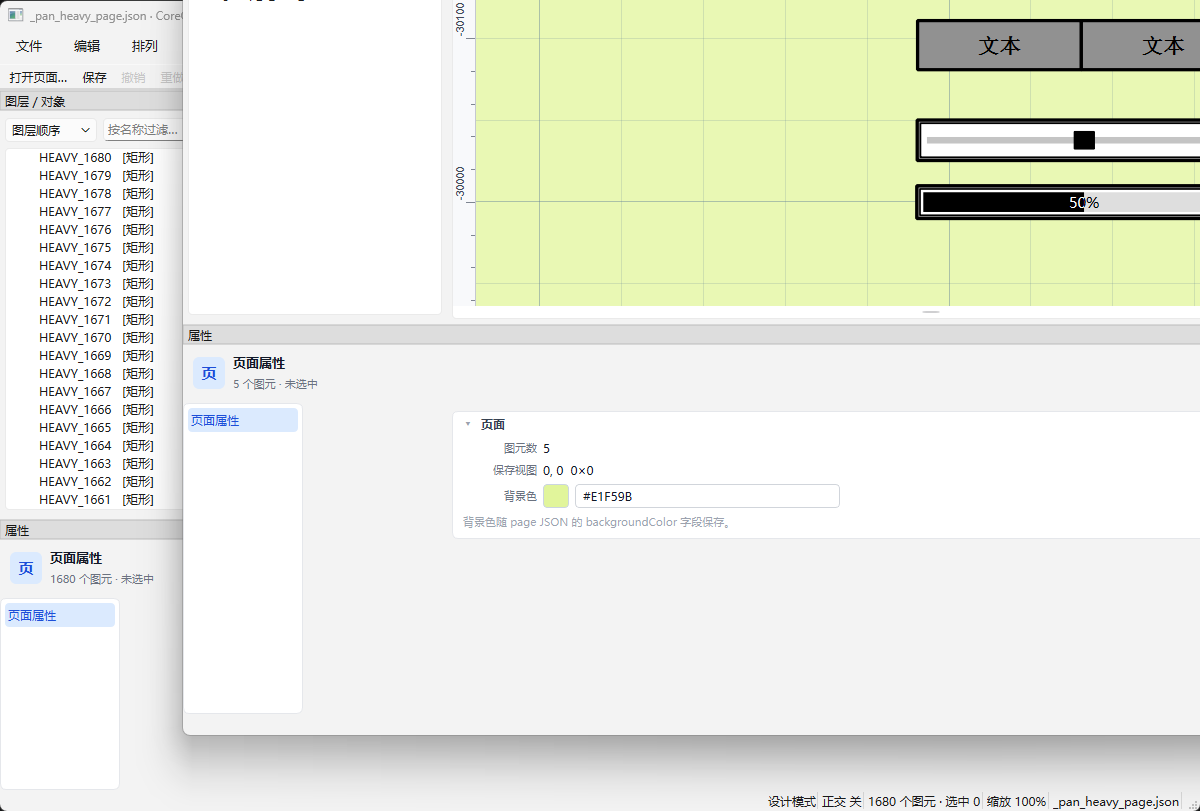 _pan_heavy_page.json · Core
文件 编辑 排列
打开页面... 保存 撤销 重做
图层 / 对象
图层顺序 按名称过滤...
HEAVY_1680 [矩形]
HEAVY_1679 [矩形]
HEAVY_1678 [矩形]
HEAVY_1677 [矩形]
HEAVY_1676 [矩形]
HEAVY_1675 [矩形]
HEAVY_1674 [矩形]
HEAVY_1673 [矩形]
HEAVY_1672 [矩形]
HEAVY_1671 [矩形]
HEAVY_1670 [矩形]
HEAVY_1669 [矩形]
HEAVY_1668 [矩形]
HEAVY_1667 [矩形]
HEAVY_1666 [矩形]
HEAVY_1665 [矩形]
HEAVY_1664 [矩形]
HEAVY_1663 [矩形]
HEAVY_1662 [矩形]
HEAVY_1661 [矩形]
属性
页
页面属性
1680 个图元 · 未选中
页面属性
-30100
-30000
文本 文本
50%
属性
页
页面属性
5 个图元 · 未选中
页面属性
页面
图元数 5
保存视图 0, 0 0×0
背景色 #E1F59B
背景色随 page JSON 的 backgroundColor 字段保存。
设计模式 正交 关 1680 个图元 · 选中 0 缩放 100% _pan_heavy_page.json